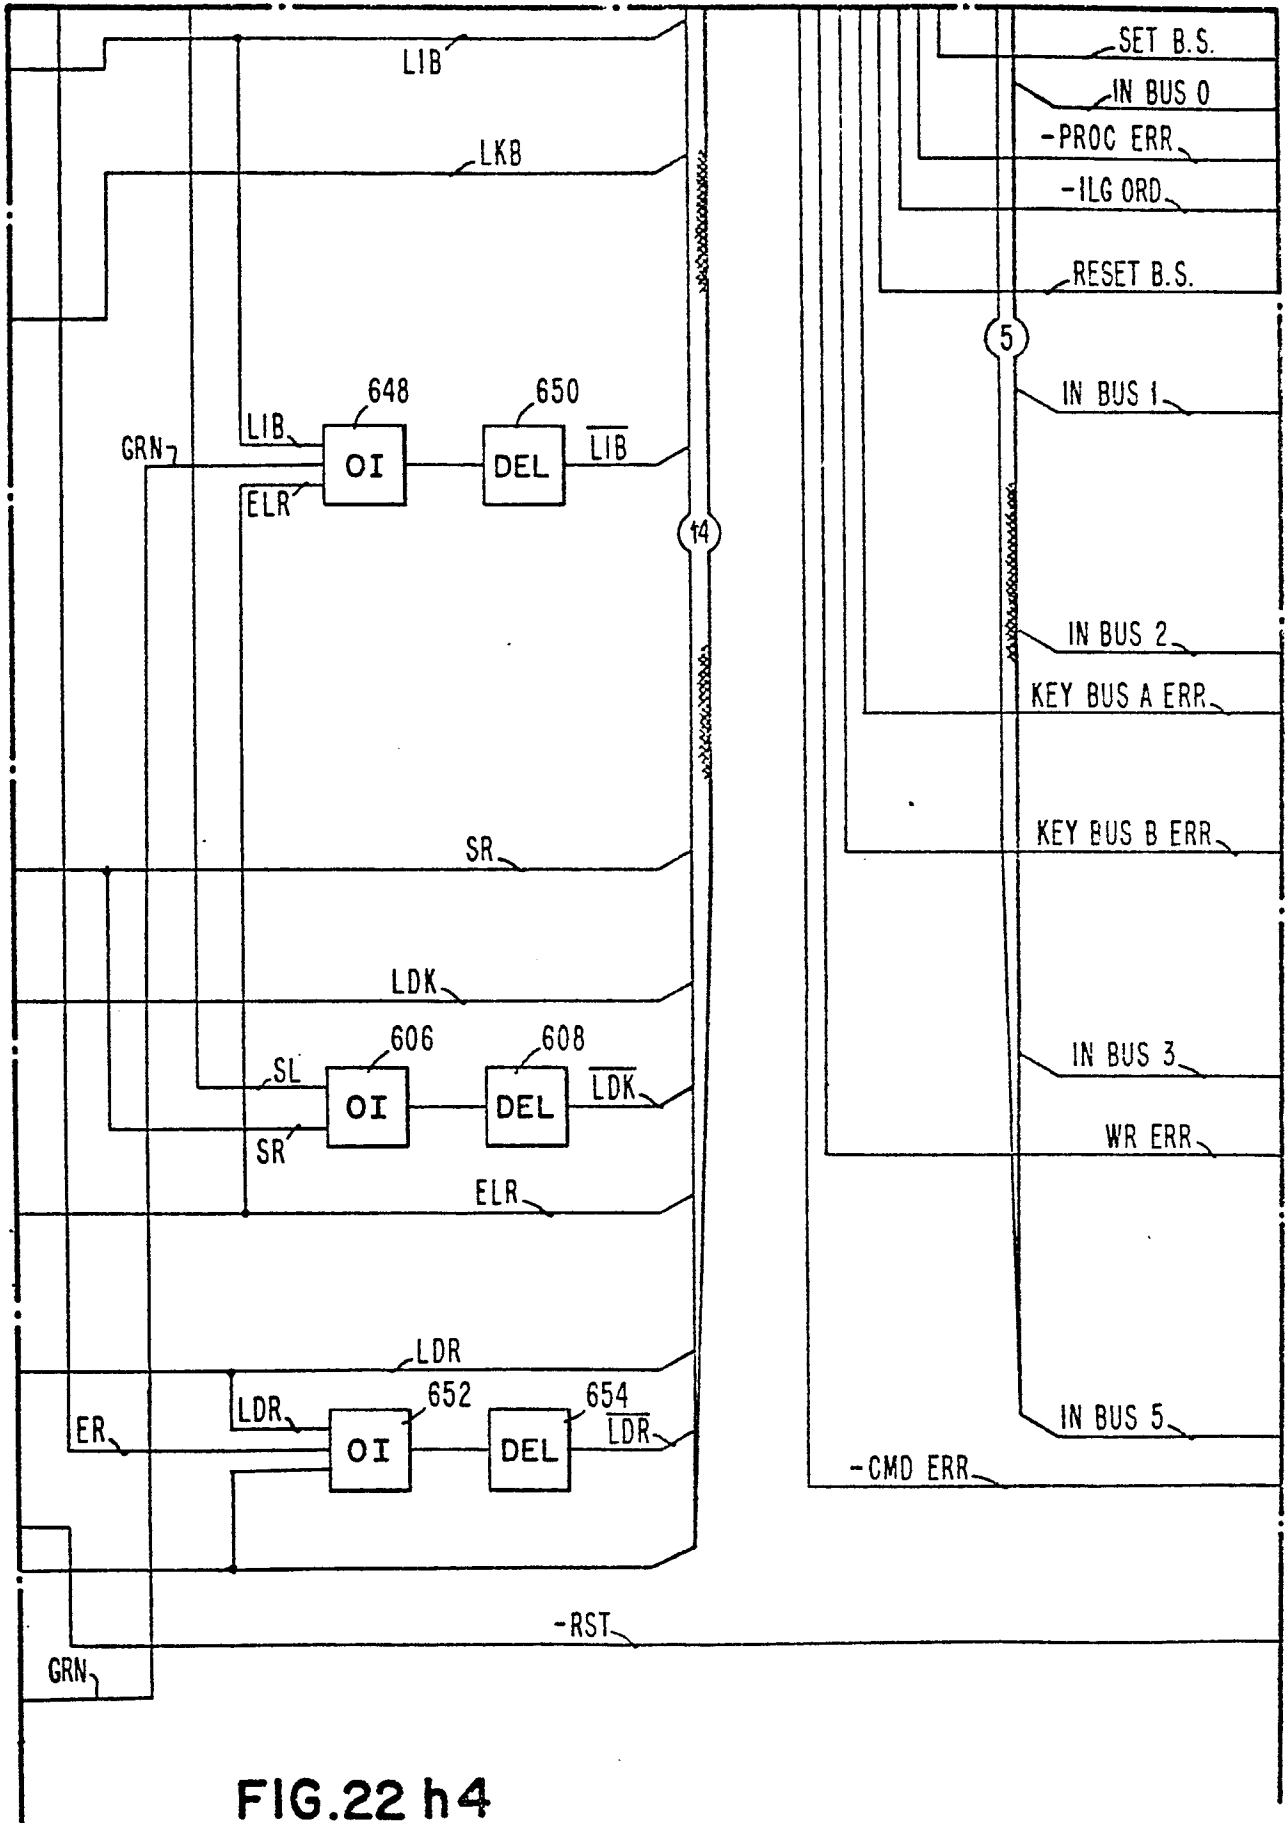 SET B.S.
LIB
IN BUS 0
-PROC ERR
LKB
-ILG ORD
RESET B.S.
5
IN BUS 1
648
650
LIB
L̅I̅B̅
GRN
OI
DEL
ELR
14
IN BUS 2
KEY BUS A ERR
KEY BUS B ERR
SR
LDK
606
608
IN BUS 3
SL
L̅D̅K̅
OI
DEL
SR
WR ERR
ELR
LDR
652
654
LDR
L̅D̅R̅
IN BUS 5
ER
OI
DEL
-CMD ERR
-RST
GRN
FIG.22 h4